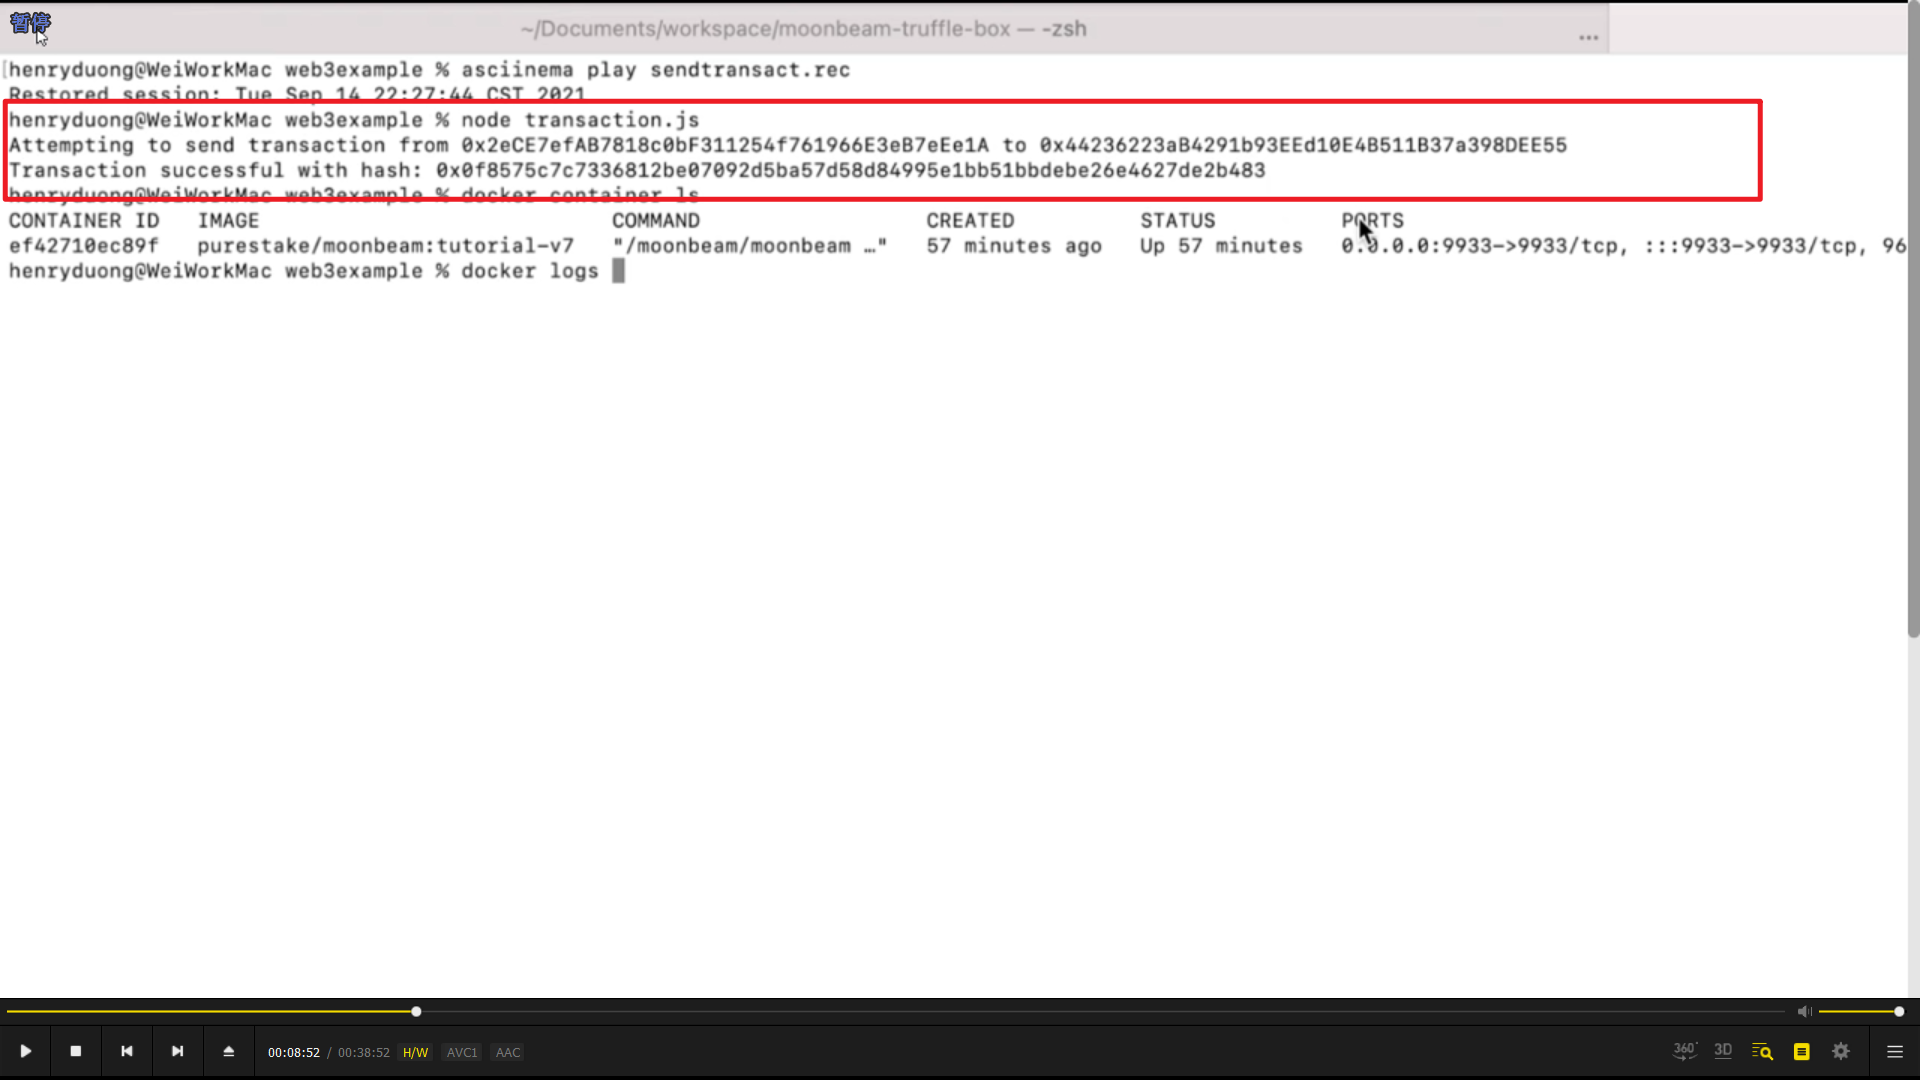 暂停
~/Documents/workspace/moonbeam-truffle-box — -zsh
...
henryduong@WeiWorkMac web3example % asciinema play sendtransact.rec
Restored session: Tue Sep 14 22:27:44 CST 2021
henryduong@WeiWorkMac web3example % node transaction.js
Attempting to send transaction from 0x2eCE7efAB7818c0bF311254f761966E3eB7eEe1A to 0x44236223aB4291b93EEd10E4B511B37a398DEE55
Transaction successful with hash: 0x0f8575c7c7336812be07092d5ba57d58d84995e1bb51bbdebe26e4627de2b483
henryduong@WeiWorkMac web3example % docker container ls
CONTAINER ID IMAGE COMMAND CREATED STATUS PORTS
ef42710ec89f purestake/moonbeam:tutorial-v7 "/moonbeam/moonbeam …" 57 minutes ago Up 57 minutes 0.0.0.0:9933->9933/tcp, :::9933->9933/tcp, 96
henryduong@WeiWorkMac web3example % docker logs
00:08:52 / 00:38:52 H/W AVC1 AAC 360° 3D